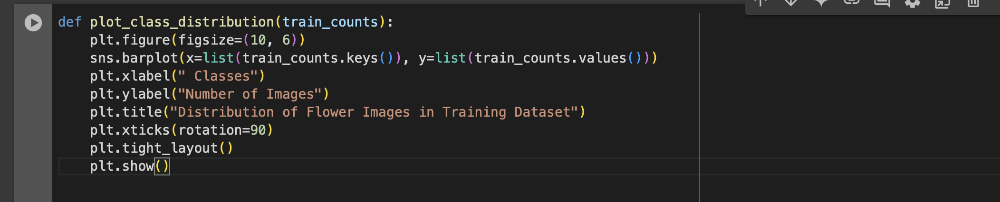 def plot_class_distribution(train_counts):
    plt.figure(figsize=(10, 6))
    sns.barplot(x=list(train_counts.keys()), y=list(train_counts.values()))
    plt.xlabel(" Classes")
    plt.ylabel("Number of Images")
    plt.title("Distribution of Flower Images in Training Dataset")
    plt.xticks(rotation=90)
    plt.tight_layout()
    plt.show()